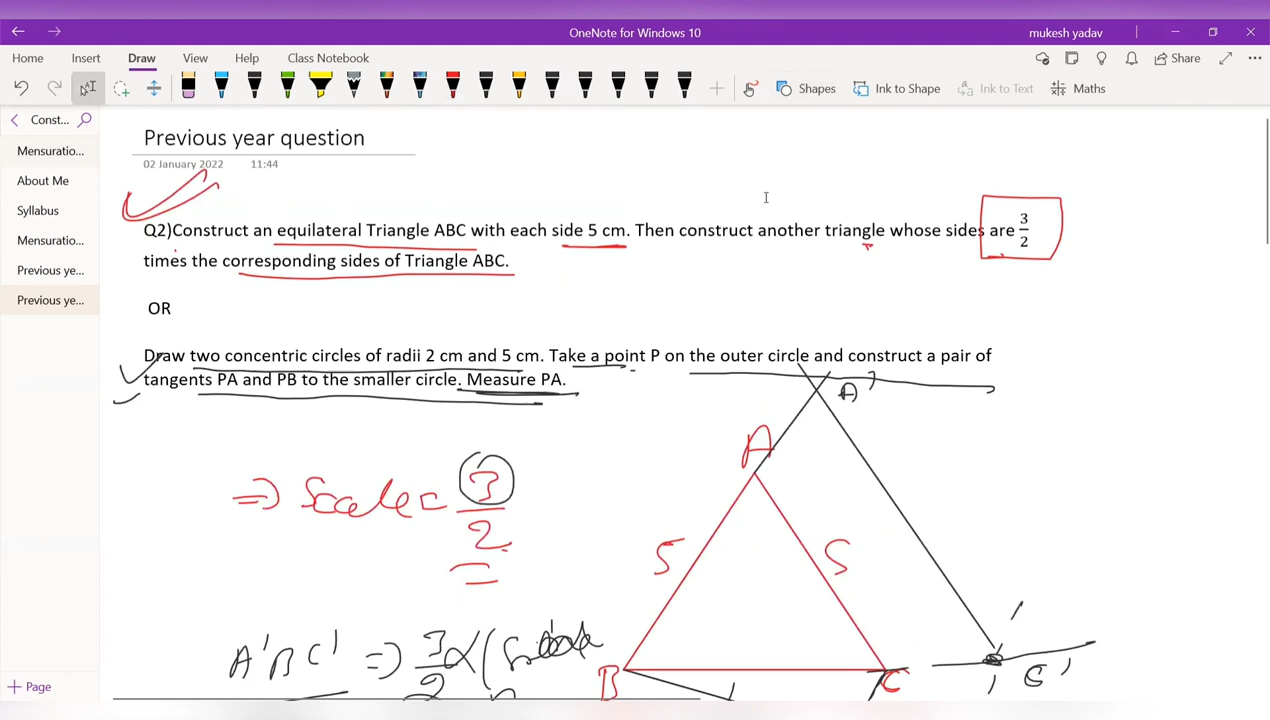 OneNote for Windows 10
mukesh yadav
Home Insert Draw View Help Class Notebook
Share
Shapes Ink to Shape Ink to Text Maths
Const...
Mensuratio...
About Me
Syllabus
Mensuratio...
Previous ye...
Previous ye...
Page
Previous year question
02 January 2022 11:44
Q2)Construct an equilateral Triangle ABC with each side 5 cm. Then construct another triangle whose sides are 3/2
times the corresponding sides of Triangle ABC.
OR
Draw two concentric circles of radii 2 cm and 5 cm. Take a point P on the outer circle and construct a pair of
tangents PA and PB to the smaller circle. Measure PA.
A'
A
=> Scale = 3/2
5 5
A'BC' => 3/2
B C C'